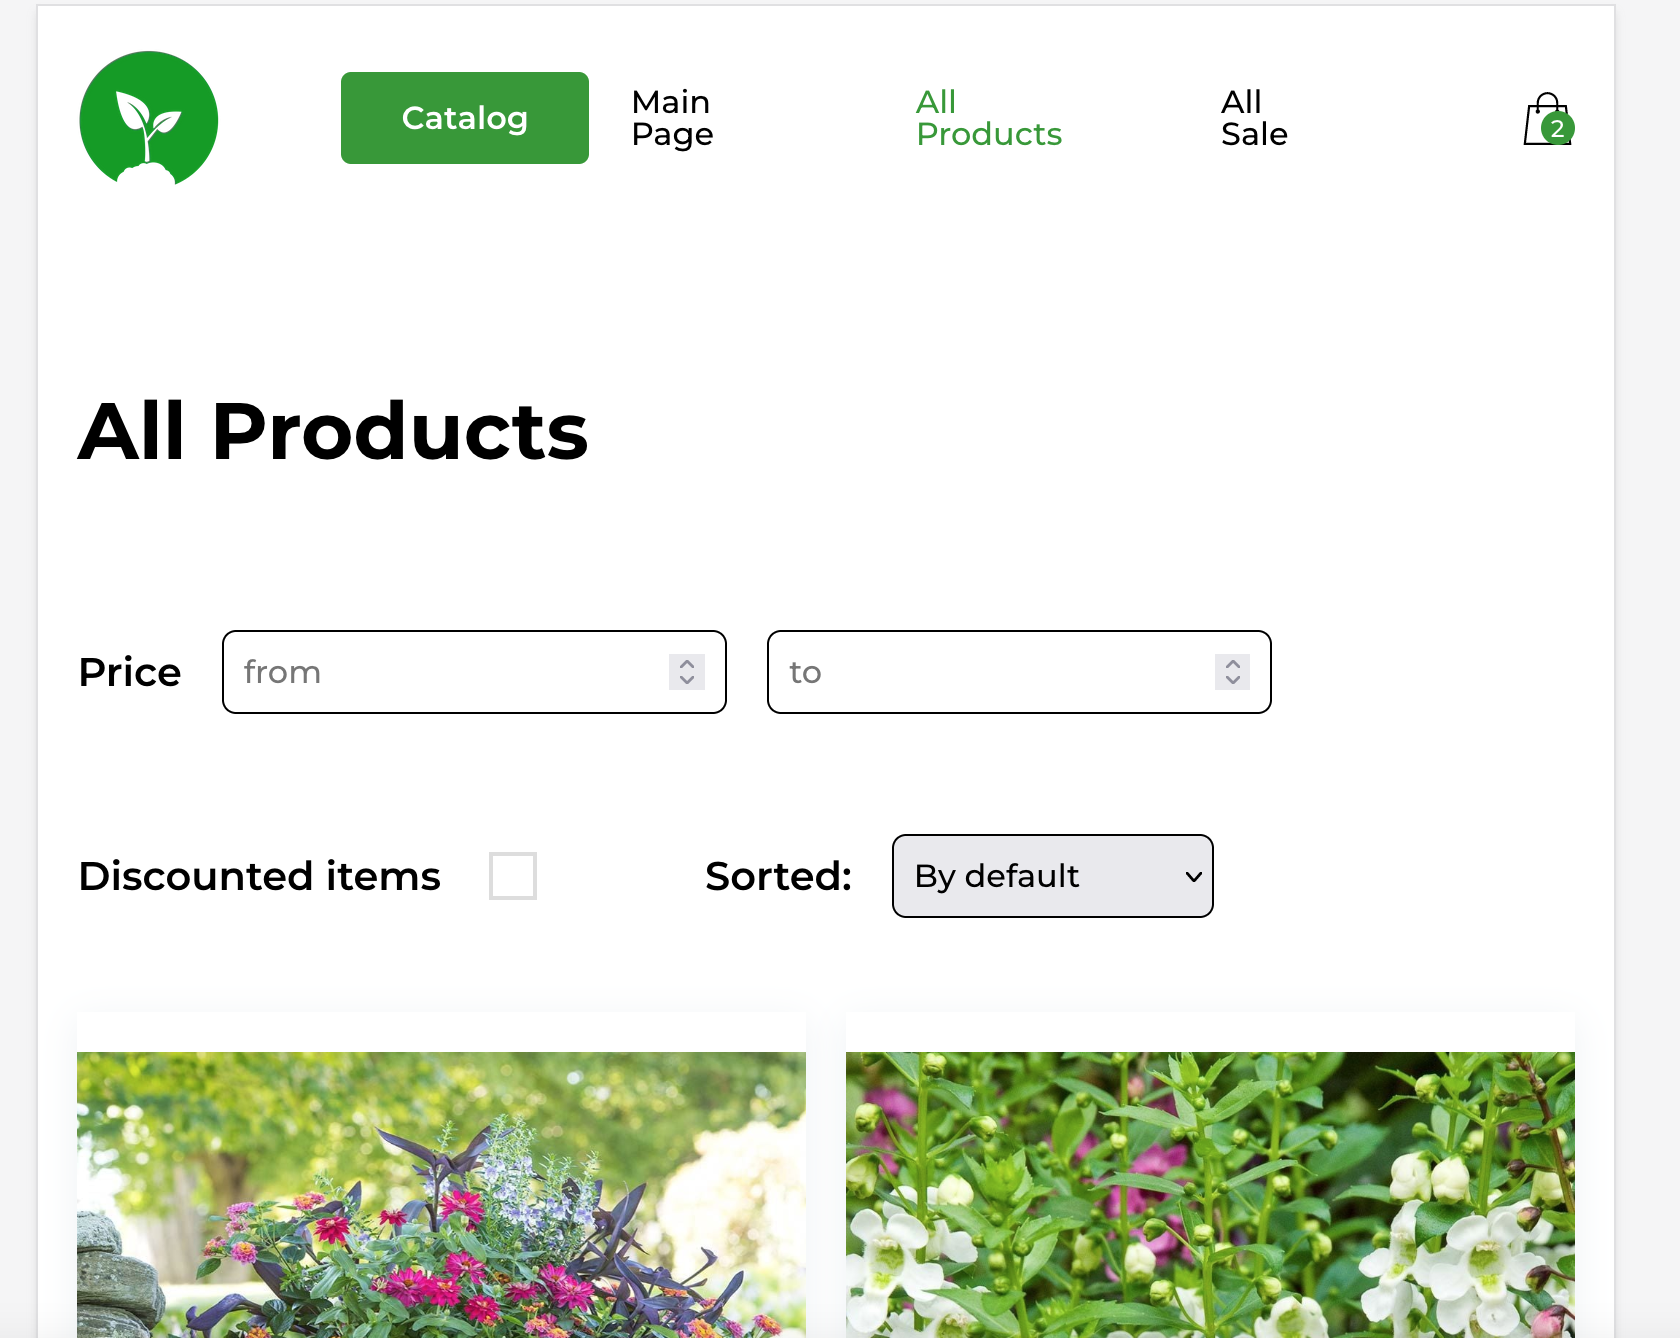 Catalog
Main
Page
All
Products
All
Sale
2
All Products
Price
from
to
Discounted items
Sorted:
By default